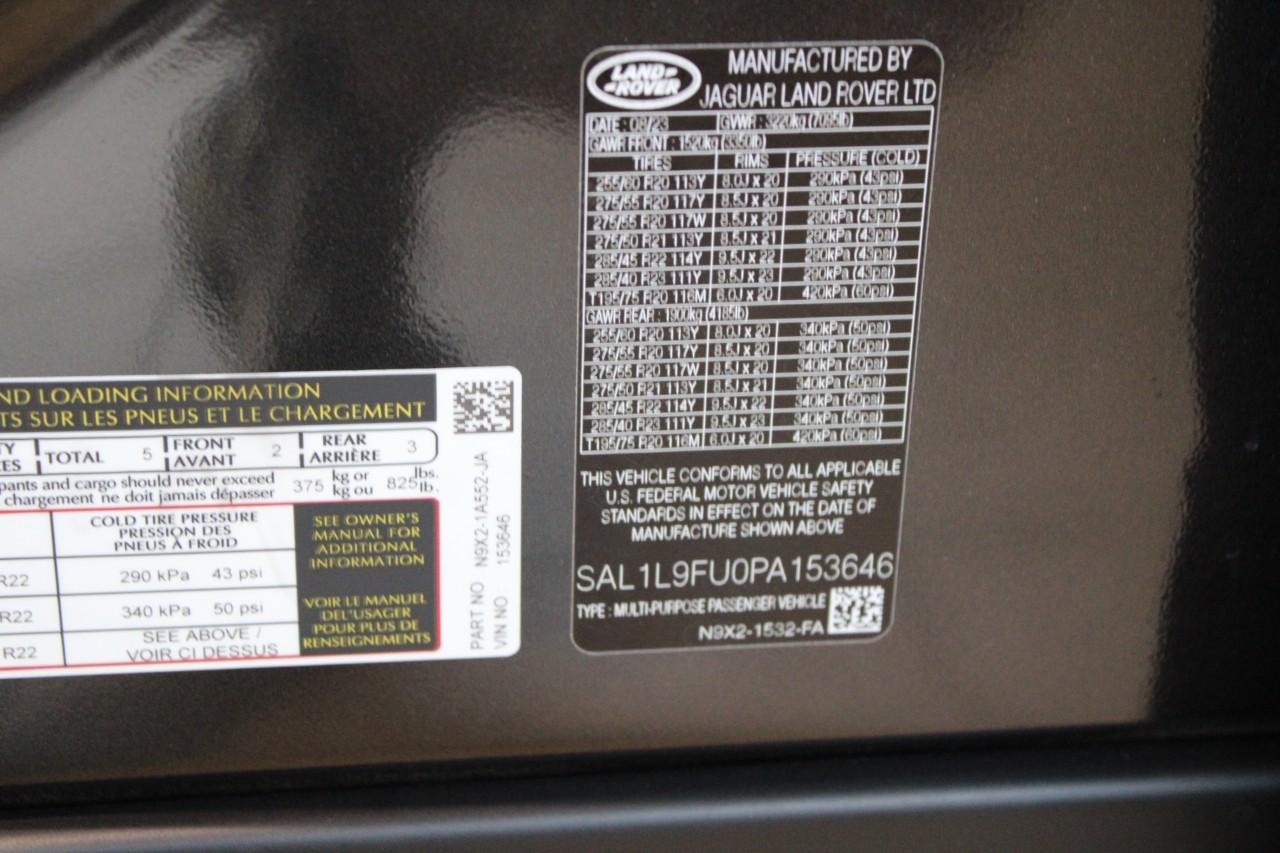 LAND ROVER
MANUFACTURED BY
JAGUAR LAND ROVER LTD
DATE : 08/23 GVWR : 3220kg (7095lb)
GAWR FRONT : 1520kg (3350lb)
TIRES RIMS PRESSURE (COLD)
255/60 R20 113Y 8.0J x 20 290kPa (43psi)
275/55 R20 117Y 8.5J x 20 290kPa (43psi)
275/55 R20 117W 8.5J x 20 290kPa (43psi)
275/50 R21 113Y 8.5J x 21 290kPa (43psi)
285/45 R22 114Y 9.5J x 22 290kPa (43psi)
285/40 R23 111Y 9.5J x 23 290kPa (43psi)
T195/75 R20 116M 6.0J x 20 420kPa (60psi)
GAWR REAR : 1900kg (4185lb)
255/60 R20 113Y 8.0J x 20 340kPa (50psi)
275/55 R20 117Y 8.5J x 20 340kPa (50psi)
275/55 R20 117W 8.5J x 20 340kPa (50psi)
275/50 R21 113Y 8.5J x 21 340kPa (50psi)
285/45 R22 114Y 9.5J x 22 340kPa (50psi)
285/40 R23 111Y 9.5J x 23 340kPa (50psi)
T195/75 R20 116M 6.0J x 20 420kPa (60psi)
THIS VEHICLE CONFORMS TO ALL APPLICABLE
U.S. FEDERAL MOTOR VEHICLE SAFETY
STANDARDS IN EFFECT ON THE DATE OF
MANUFACTURE SHOWN ABOVE
SAL1L9FU0PA153646
TYPE : MULTI-PURPOSE PASSENGER VEHICLE
N9X2-1532-FA
ND LOADING INFORMATION
TS SUR LES PNEUS ET LE CHARGEMENT
TY TOTAL 5 FRONT 2 REAR 3
CES AVANT ARRIÈRE
pants and cargo should never exceed 375 kg or 825 lbs.
chargement ne doit jamais dépasser kg ou lb.
COLD TIRE PRESSURE
PRESSION DES
PNEUS À FROID
R22 290 kPa 43 psi
R22 340 kPa 50 psi
R22 SEE ABOVE /
VOIR CI DESSUS
SEE OWNER'S
MANUAL FOR
ADDITIONAL
INFORMATION
VOIR LE MANUEL
DE L'USAGER
POUR PLUS DE
RENSEIGNEMENTS
PART NO N9X2-1A552-JA
VIN NO 153646